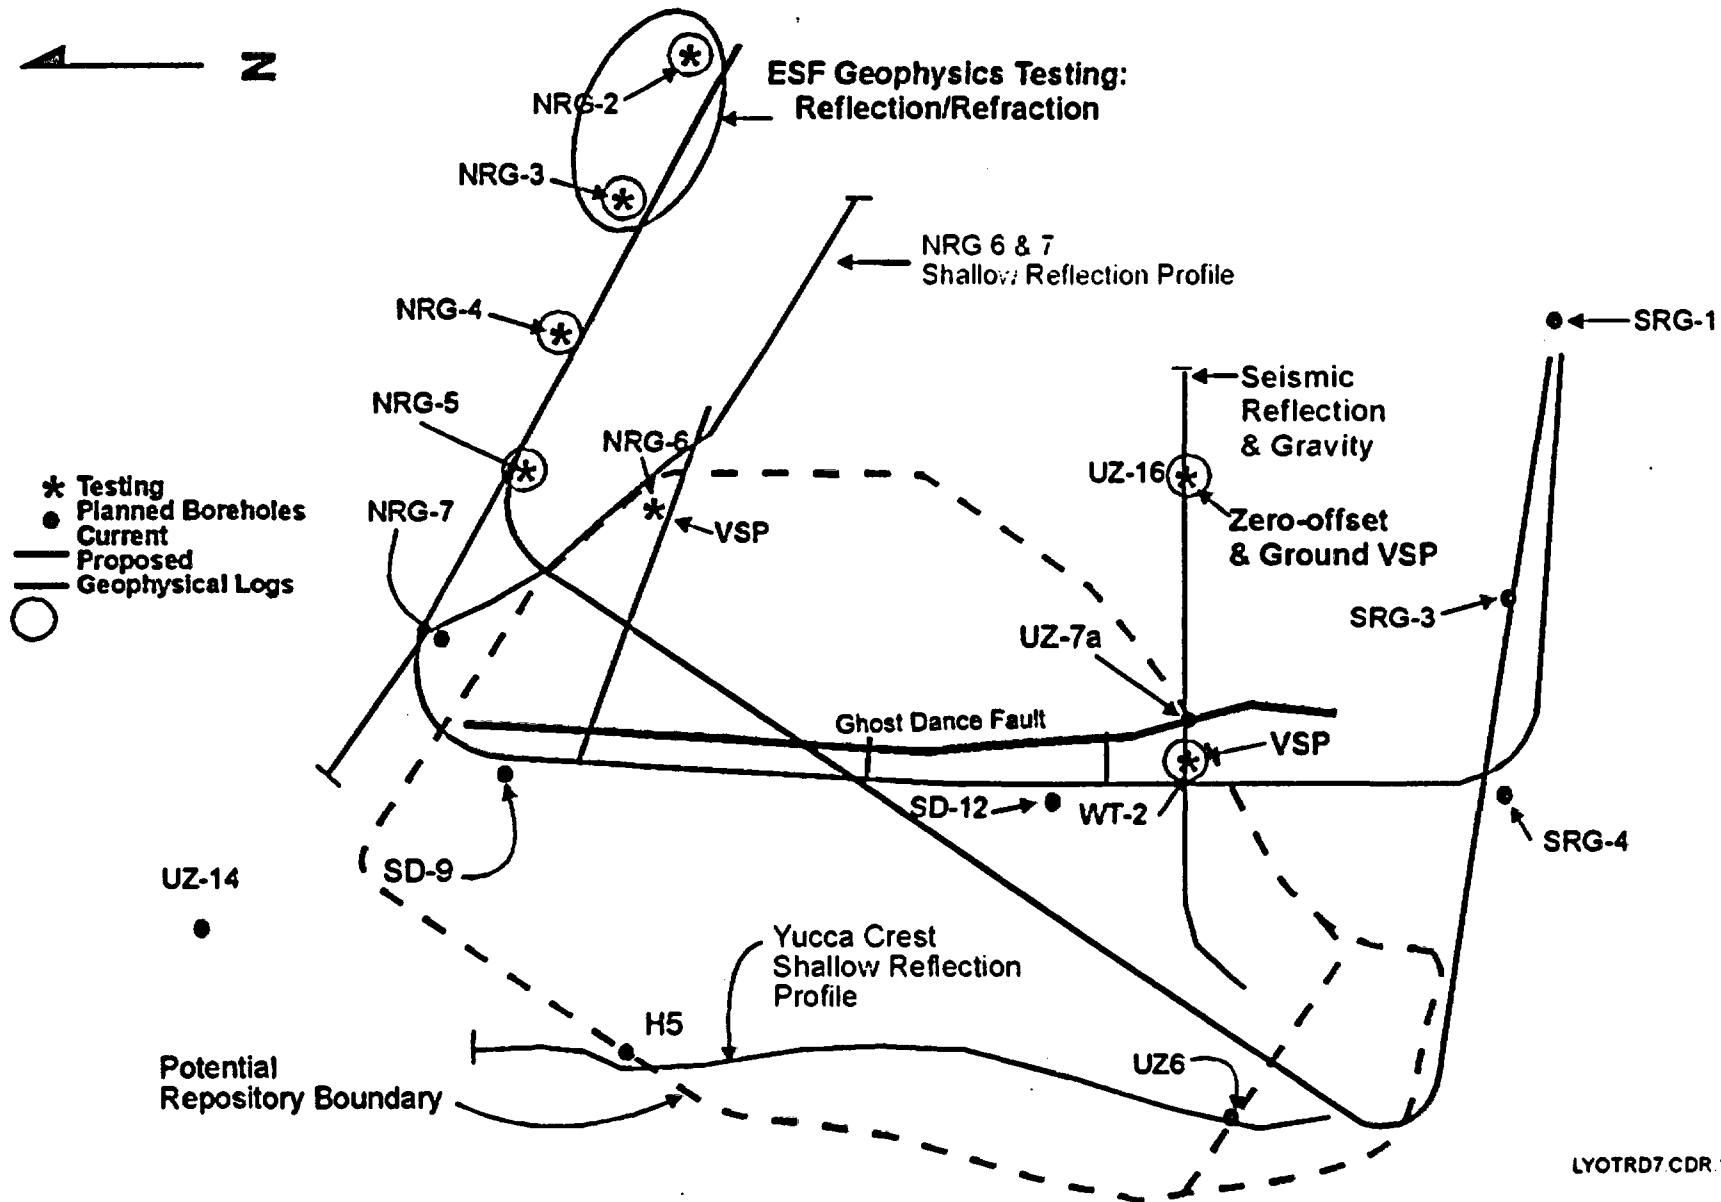 N
ESF Geophysics Testing:
Reflection/Refraction
NRG-2
NRG-3
NRG 6 & 7
Shallow Reflection Profile
NRG-4
SRG-1
Seismic
Reflection
& Gravity
NRG-5
NRG-6
UZ-16
* Testing
Planned Boreholes
Current
Proposed
Geophysical Logs
NRG-7
VSP
Zero-offset
& Ground VSP
SRG-3
UZ-7a
Ghost Dance Fault
VSP
SD-12
WT-2
SRG-4
SD-9
UZ-14
Yucca Crest
Shallow Reflection
Profile
H5
UZ6
Potential
Repository Boundary
LYOTRD7.CDR.